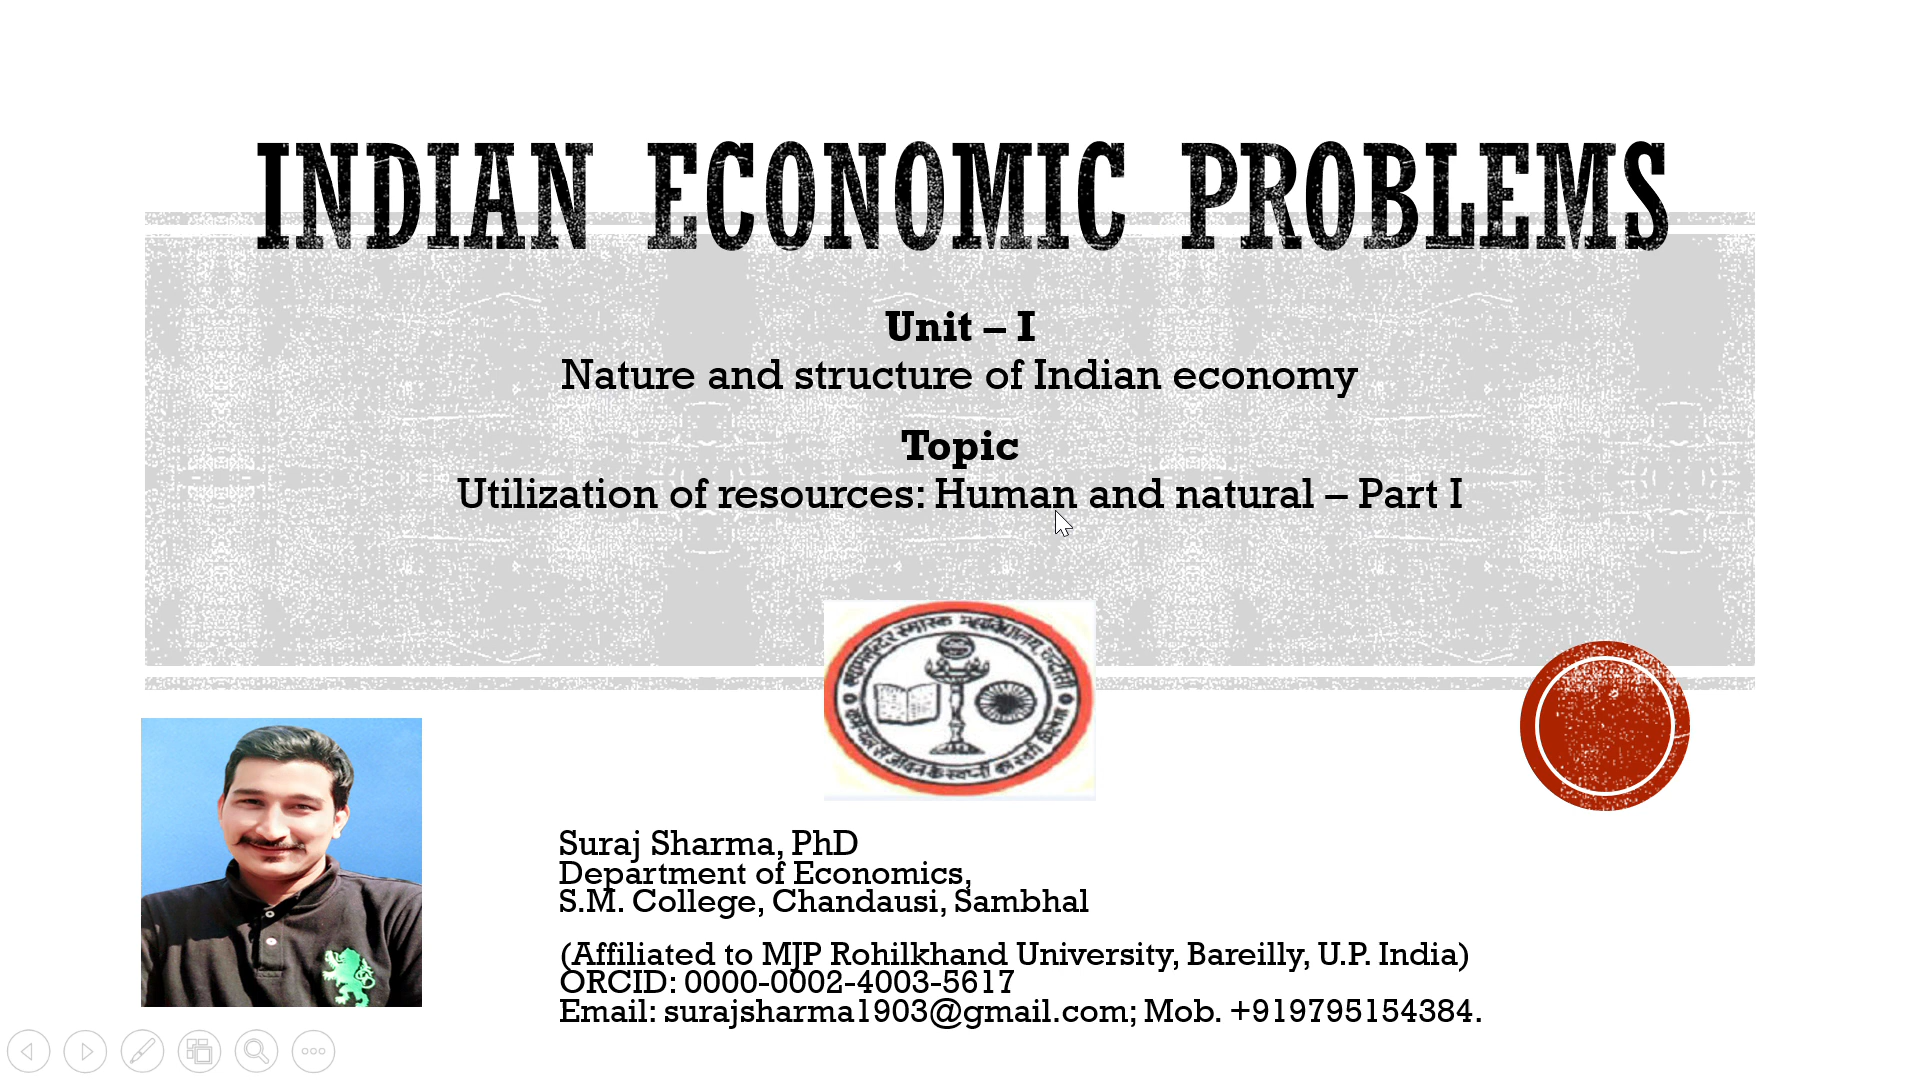 INDIAN ECONOMIC PROBLEMS
Unit – I
Nature and structure of Indian economy
Topic
Utilization of resources: Human and natural – Part I
Suraj Sharma, PhD
Department of Economics,
S.M. College, Chandausi, Sambhal
(Affiliated to MJP Rohilkhand University, Bareilly, U.P. India)
ORCID: 0000-0002-4003-5617
Email: surajsharma1903@gmail.com; Mob. +919795154384.